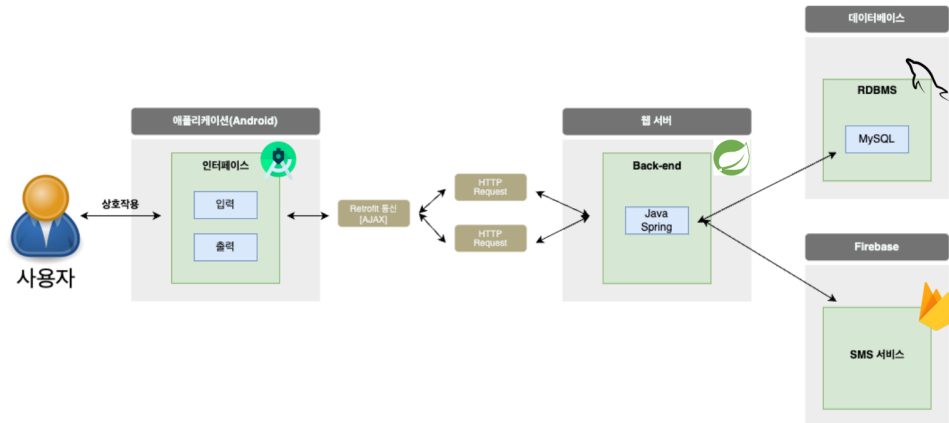 사용자
상호작용
애플리케이션(Android)
인터페이스
입력
출력
Retrofit 통신
[AJAX]
HTTP
Request
HTTP
Request
웹 서버
Back-end
Java
Spring
데이터베이스
RDBMS
MySQL
Firebase
SMS 서비스